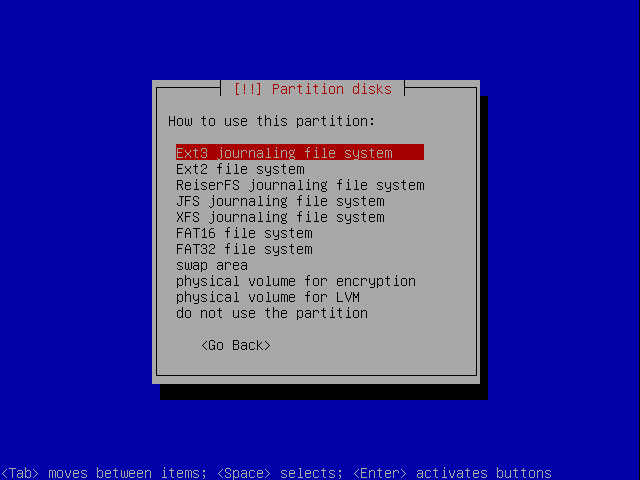 [!!] Partition disks
How to use this partition:
Ext3 journaling file system
Ext2 file system
ReiserFS journaling file system
JFS journaling file system
XFS journaling file system
FAT16 file system
FAT32 file system
swap area
physical volume for encryption
physical volume for LVM
do not use the partition
<Go Back>
<Tab> moves between items; <Space> selects; <Enter> activates buttons